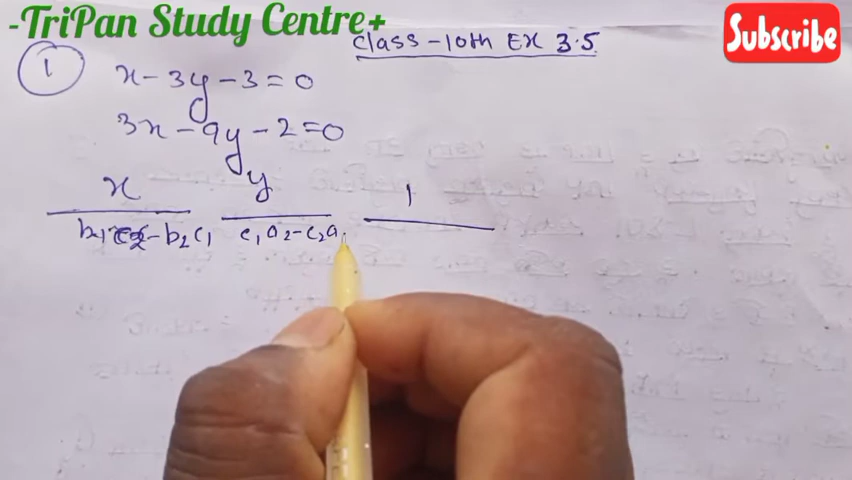 -TriPan Study Centre+
Subscribe
Class-10th EX 3.5
1
x - 3y - 3 = 0
3x - 9y - 2 = 0
x y 1
b₁c₂ - b₂c₁ c₁a₂ - c₂a